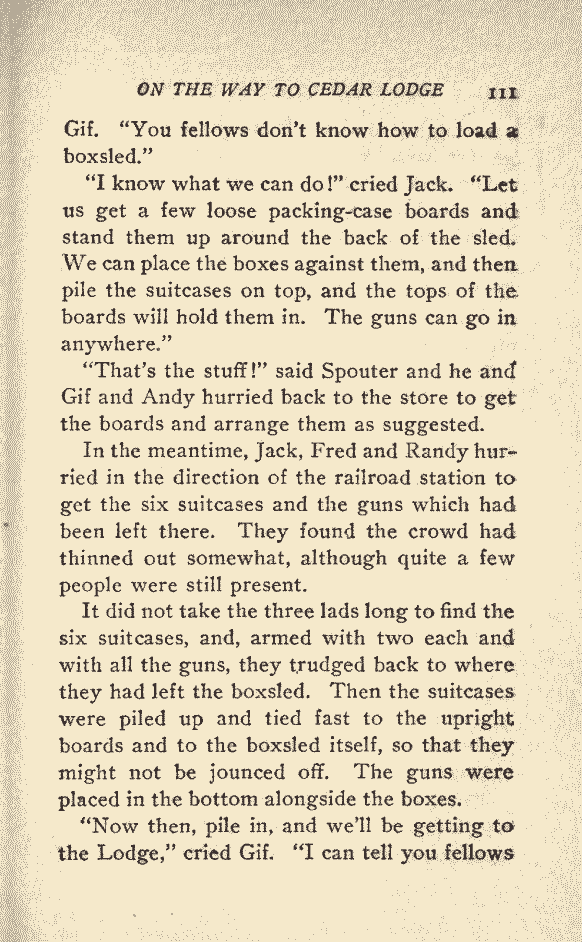 ON THE WAY TO CEDAR LODGE 111
Gif. “You fellows don’t know how to load a
boxsled.”
“I know what we can do!” cried Jack. “Let
us get a few loose packing-case boards and
stand them up around the back of the sled.
We can place the boxes against them, and then
pile the suitcases on top, and the tops of the
boards will hold them in. The guns can go in
anywhere.”
“That’s the stuff!” said Spouter and he and
Gif and Andy hurried back to the store to get
the boards and arrange them as suggested.
In the meantime, Jack, Fred and Randy hur-
ried in the direction of the railroad station to
get the six suitcases and the guns which had
been left there. They found the crowd had
thinned out somewhat, although quite a few
people were still present.
It did not take the three lads long to find the
six suitcases, and, armed with two each and
with all the guns, they trudged back to where
they had left the boxsled. Then the suitcases
were piled up and tied fast to the upright
boards and to the boxsled itself, so that they
might not be jounced off. The guns were
placed in the bottom alongside the boxes.
“Now then, pile in, and we’ll be getting to
the Lodge,” cried Gif. “I can tell you fellows